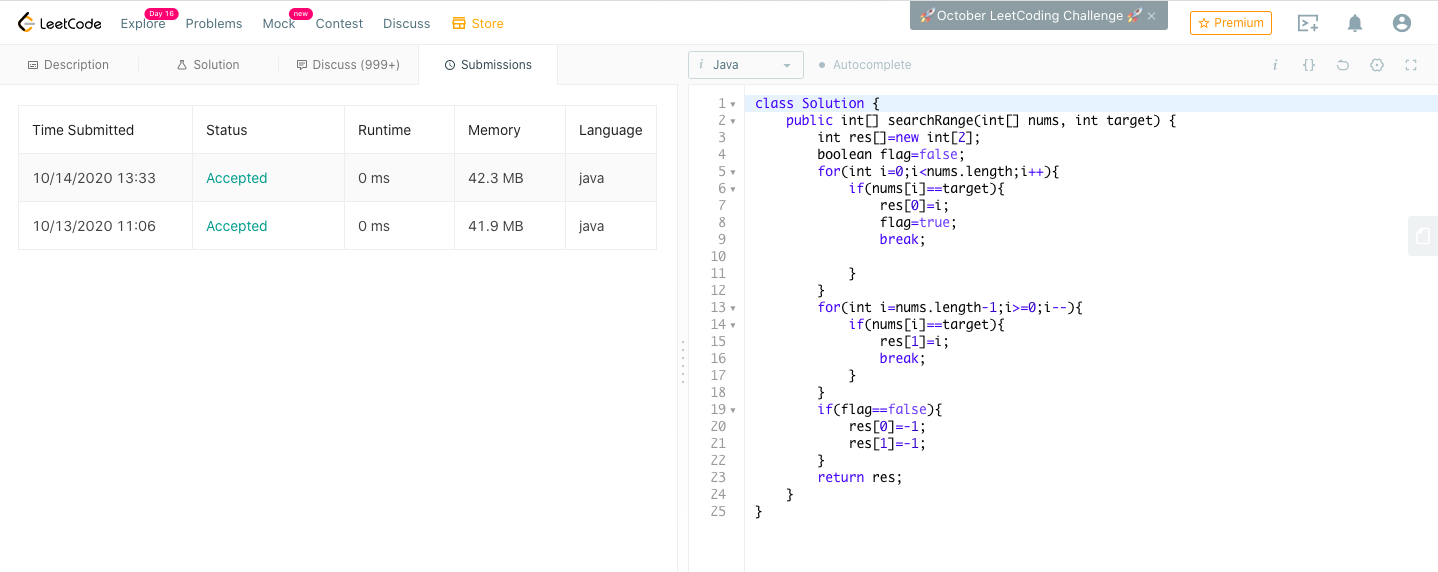 LeetCode Explore Day 16 Problems Mock new Contest Discuss Store 🚀October LeetCoding Challenge 🚀 × Premium
Description Solution Discuss (999+) Submissions i Java Autocomplete i {}
Time Submitted Status Runtime Memory Language
10/14/2020 13:33 Accepted 0 ms 42.3 MB java
10/13/2020 11:06 Accepted 0 ms 41.9 MB java
1 class Solution {
2     public int[] searchRange(int[] nums, int target) {
3         int res[]=new int[2];
4         boolean flag=false;
5         for(int i=0;i<nums.length;i++){
6             if(nums[i]==target){
7                 res[0]=i;
8                 flag=true;
9                 break;
10
11             }
12         }
13         for(int i=nums.length-1;i>=0;i--){
14             if(nums[i]==target){
15                 res[1]=i;
16                 break;
17             }
18         }
19         if(flag==false){
20             res[0]=-1;
21             res[1]=-1;
22         }
23         return res;
24     }
25 }